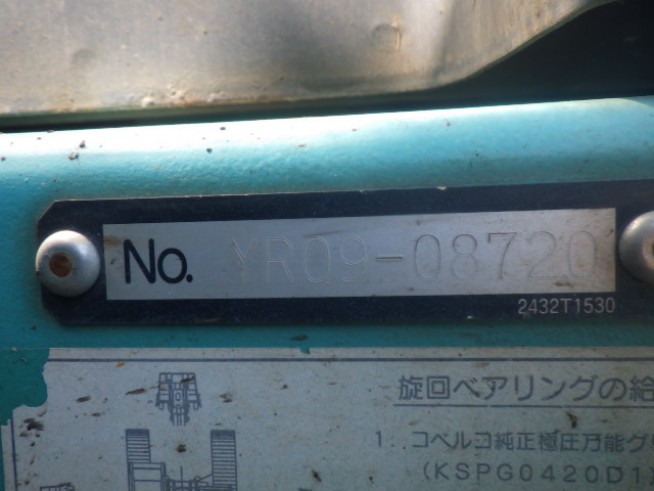 No. YR09-08720
2432T1530
旋回ベアリングの給
1. コベルコ純正極圧万能グリ
(KSPG0420D1)